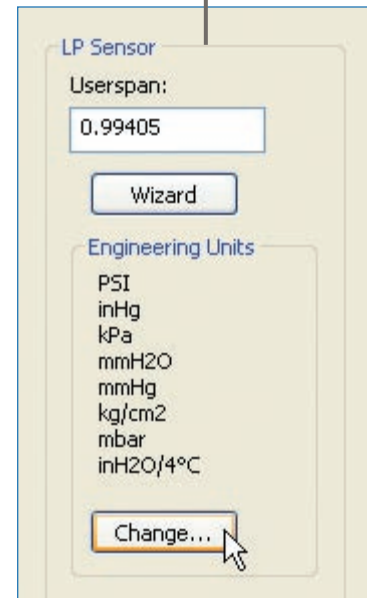 LP Sensor
Userspan:
0.99405
Wizard
Engineering Units
PSI
inHg
kPa
mmH2O
mmHg
kg/cm2
mbar
inH2O/4°C
Change...